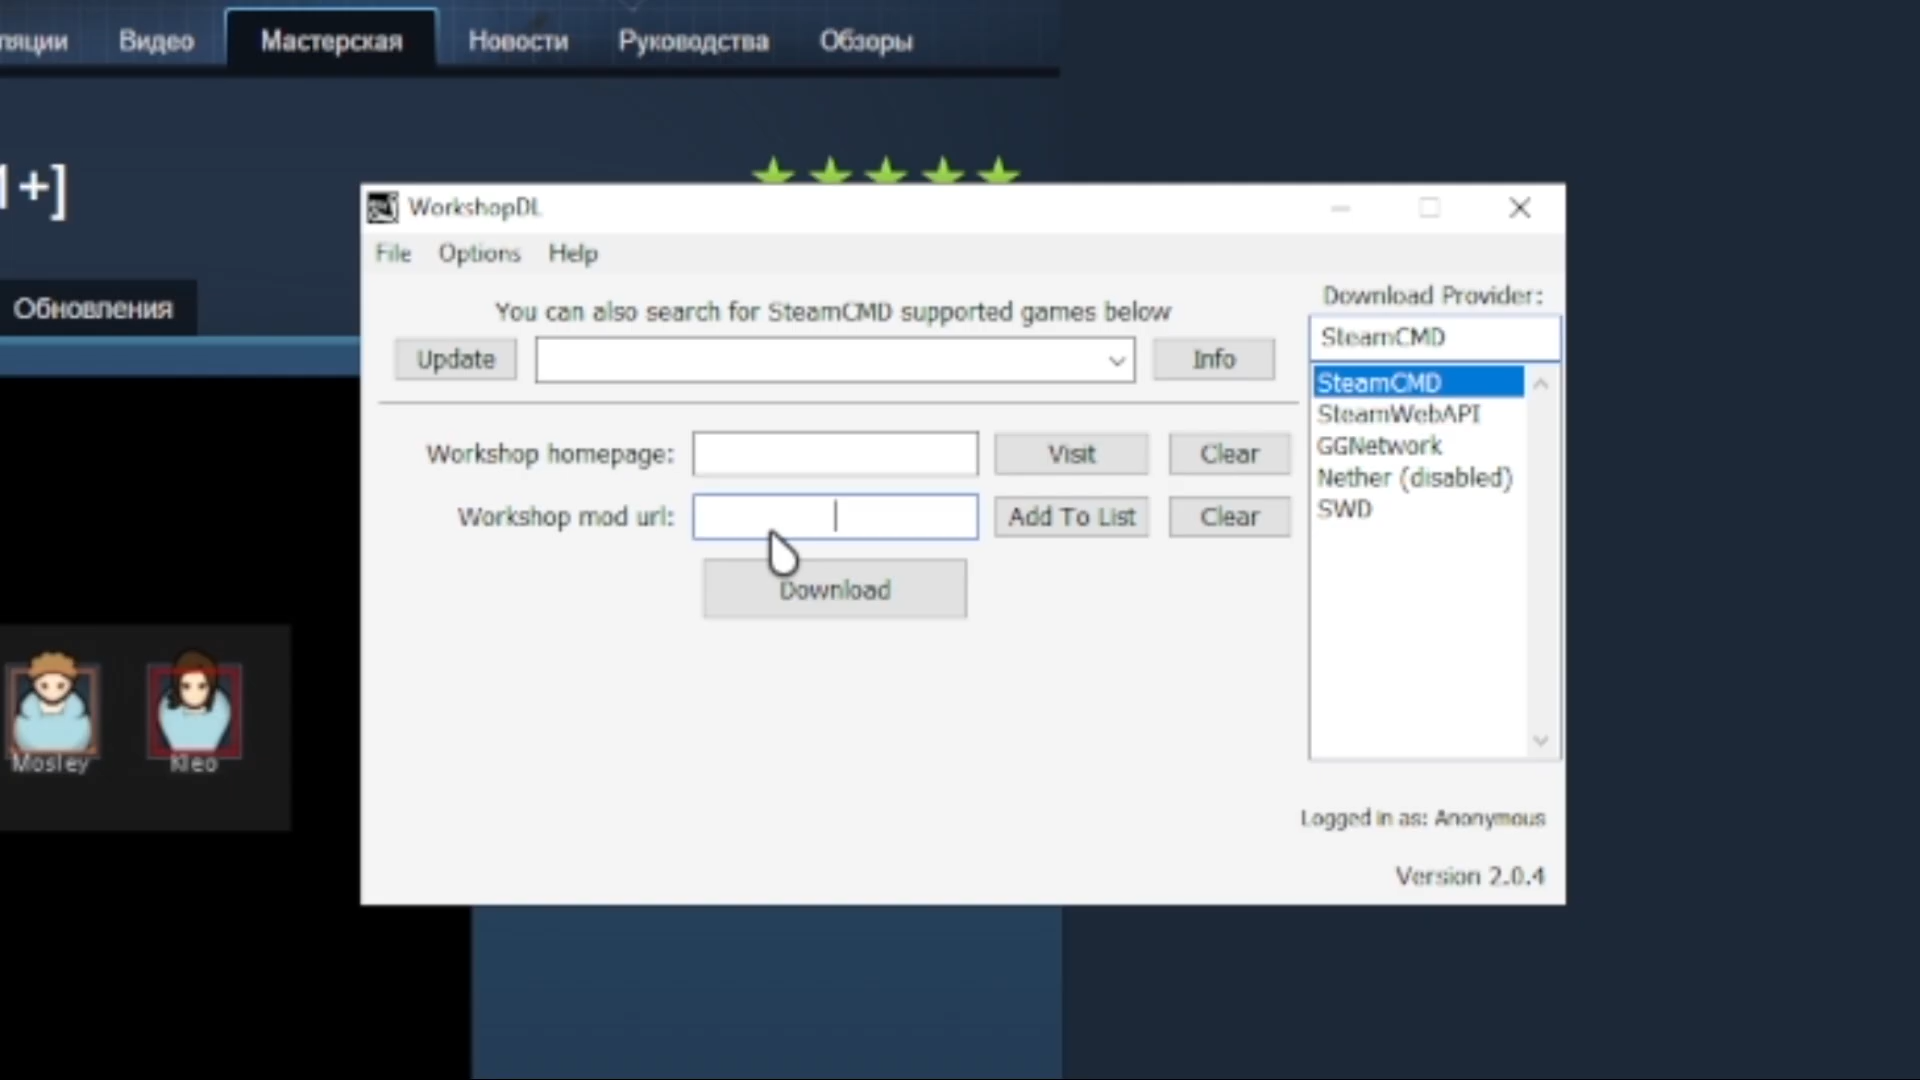 Видео Мастерская Новости Руководства Обзоры
+]
WorkshopDL
File Options Help
You can also search for SteamCMD supported games below
Update Info
Download Provider:
SteamCMD
SteamCMD
SteamWebAPI
GGNetwork
Nether (disabled)
SWD
Workshop homepage: Visit Clear
Workshop mod url: Add To List Clear
Download
Logged in as: Anonymous
Version 2.0.4
Обновления
Mosley Kleo